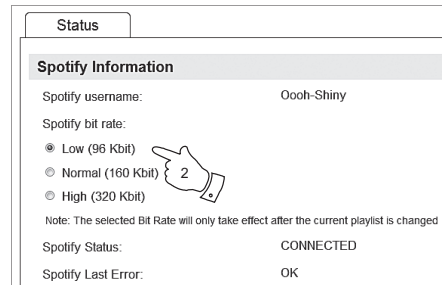 Status
Spotify Information
Spotify username: Oooh-Shiny
Spotify bit rate:
Low (96 Kbit)
Normal (160 Kbit) 2
High (320 Kbit)
Note: The selected Bit Rate will only take effect after the current playlist is changed
Spotify Status: CONNECTED
Spotify Last Error: OK